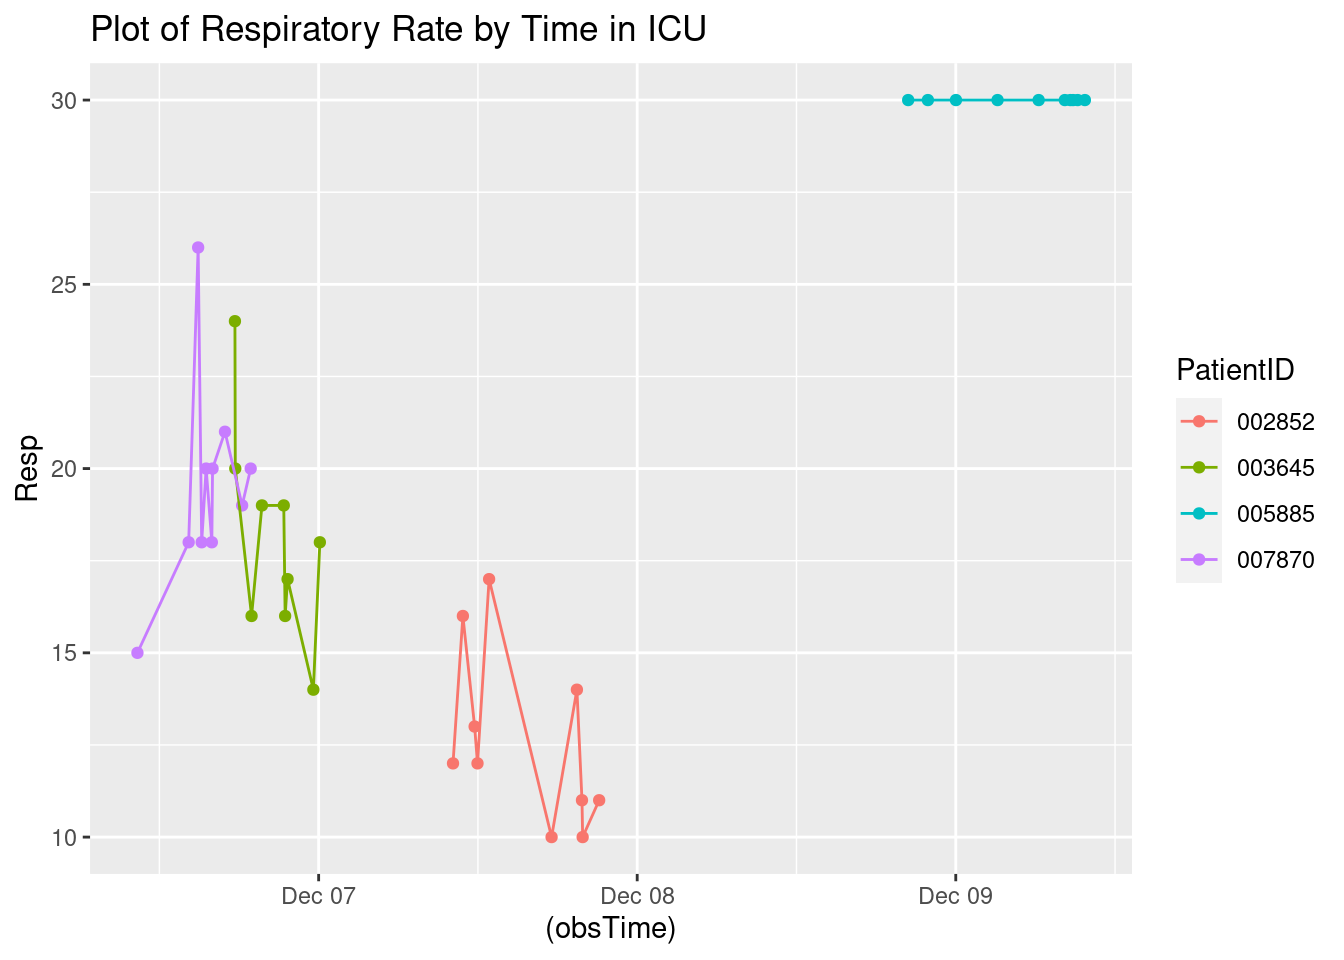 Plot of Respiratory Rate by Time in ICU
30
25
20
15
10
Resp
Dec 07
Dec 08
Dec 09
(obsTime)
PatientID
002852
003645
005885
007870